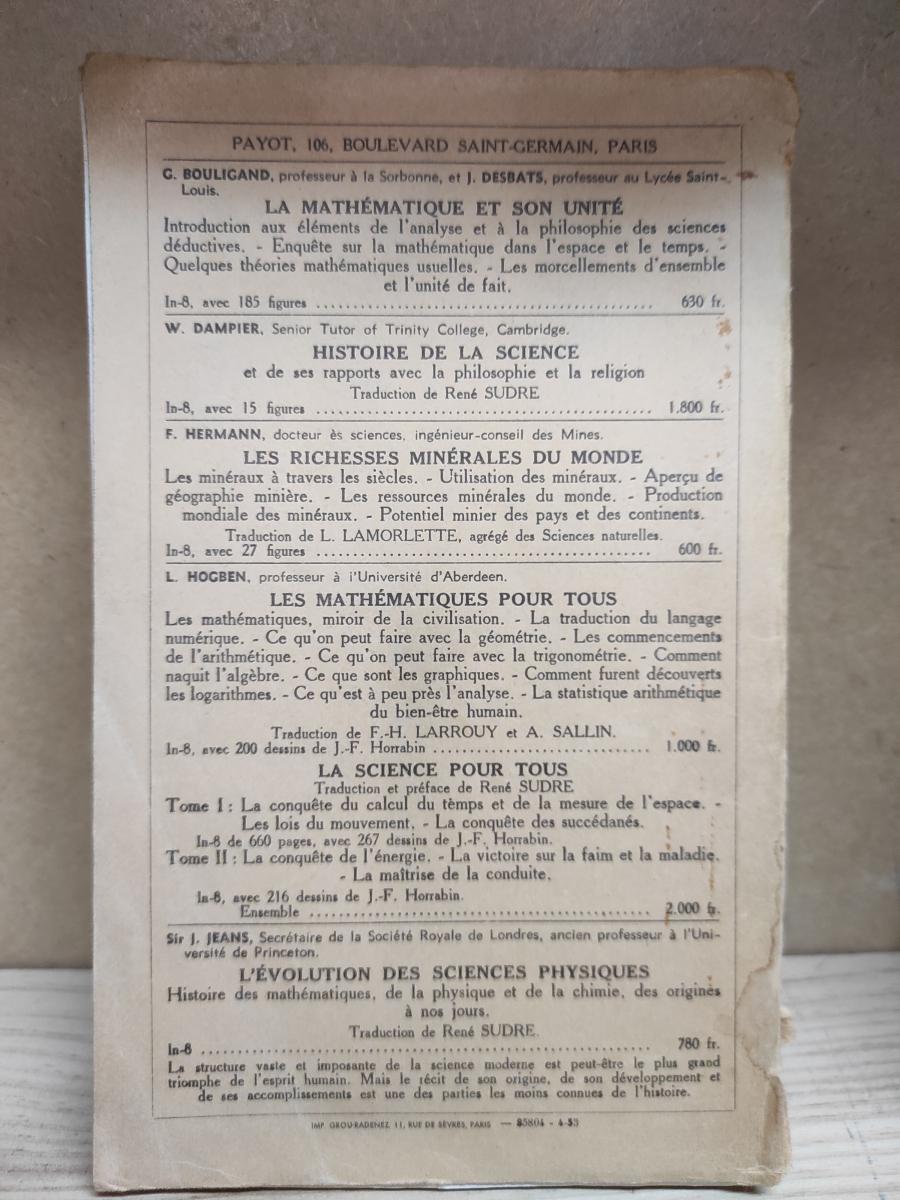 PAYOT, 106, BOULEVARD SAINT-GERMAIN, PARIS
G. BOULIGAND, professeur à la Sorbonne, et J. DESBATS, professeur au Lycée Saint-
Louis.
LA MATHÉMATIQUE ET SON UNITÉ
Introduction aux éléments de l'analyse et à la philosophie des sciences
déductives. - Enquête sur la mathématique dans l'espace et le temps. -
Quelques théories mathématiques usuelles. - Les morcellements d'ensemble
et l'unité de fait.
In-8, avec 185 figures ........................................ 630 fr.
W. DAMPIER, Senior Tutor of Trinity College, Cambridge.
HISTOIRE DE LA SCIENCE
et de ses rapports avec la philosophie et la religion
Traduction de René SUDRE
In-8, avec 15 figures ........................................ 1.800 fr.
F. HERMANN, docteur ès sciences, ingénieur-conseil des Mines.
LES RICHESSES MINÉRALES DU MONDE
Les minéraux à travers les siècles. - Utilisation des minéraux. - Aperçu de
géographie minière. - Les ressources minérales du monde. - Production
mondiale des minéraux. - Potentiel minier des pays et des continents.
Traduction de L. LAMORLETTE, agrégé des Sciences naturelles.
In-8, avec 27 figures ........................................ 600 fr.
L. HOGBEN, professeur à l'Université d'Aberdeen.
LES MATHÉMATIQUES POUR TOUS
Les mathématiques, miroir de la civilisation. - La traduction du langage
numérique. - Ce qu'on peut faire avec la géométrie. - Les commencements
de l'arithmétique. - Ce qu'on peut faire avec la trigonométrie. - Comment
naquit l'algèbre. - Ce que sont les graphiques. - Comment furent découverts
les logarithmes. - Ce qu'est à peu près l'analyse. - La statistique arithmétique
du bien-être humain.
Traduction de F.-H. LARROUY et A. SALLIN.
In-8, avec 200 dessins de J.-F. Horrabin ............................ 1.000 fr.
LA SCIENCE POUR TOUS
Traduction et préface de René SUDRE
Tome I : La conquête du calcul du temps et de la mesure de l'espace. -
Les lois du mouvement. - La conquête des succédanés.
In-8 de 660 pages, avec 267 dessins de J.-F. Horrabin.
Tome II : La conquête de l'énergie. - La victoire sur la faim et la maladie.
- La maîtrise de la conduite.
In-8, avec 216 dessins de J.-F. Horrabin.
Ensemble ........................................ 2.000 fr.
Sir J. JEANS, Secrétaire de la Société Royale de Londres, ancien professeur à l'Uni-
versité de Princeton.
L'ÉVOLUTION DES SCIENCES PHYSIQUES
Histoire des mathématiques, de la physique et de la chimie, des origines
à nos jours.
Traduction de René SUDRE.
In-8 ........................................ 780 fr.
La structure vaste et imposante de la science moderne est peut-être le plus grand
triomphe de l'esprit humain. Mais le récit de son origine, de son développement et
de ses accomplissements est une des parties les moins connues de l'histoire.
IMP. GROU-RADENEZ, 11, RUE DE SÈVRES, PARIS — 85804 - 4-53